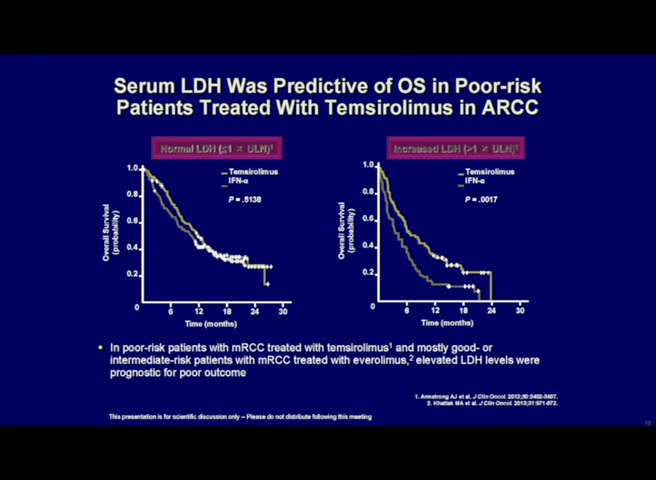 Serum LDH Was Predictive of OS in Poor-risk
Patients Treated With Temsirolimus in ARCC
Normal LDH (≤1 × ULN)¹
Increased LDH (>1 × ULN)¹
Temsirolimus
IFN-α
P = .5138
1.0
0.8
0.6
0.4
0.2
0
6
12
18
24
30
Time (months)
Overall Survival
(probability)
Temsirolimus
IFN-α
P = .0017
1.0
0.8
0.6
0.4
0.2
0
6
12
18
24
30
Time (months)
Overall Survival
(probability)
• In poor-risk patients with mRCC treated with temsirolimus¹ and mostly good- or
intermediate-risk patients with mRCC treated with everolimus,² elevated LDH levels were
prognostic for poor outcome
1. Armstrong AJ et al. J Clin Oncol. 2012;30:3402-3407.
2. Khattak MA et al. J Clin Oncol. 2013;31:971-972.
This presentation is for scientific discussion only – Please do not distribute following this meeting